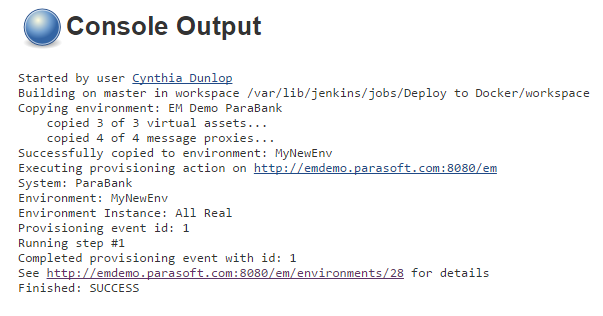 Console Output
Started by user Cynthia Dunlop
Building on master in workspace /var/lib/jenkins/jobs/Deploy to Docker/workspace
Copying environment: EM Demo ParaBank
copied 3 of 3 virtual assets...
copied 4 of 4 message proxies...
Successfully copied to environment: MyNewEnv
Executing provisioning action on http://emdemo.parasoft.com:8080/em
System: ParaBank
Environment: MyNewEnv
Environment Instance: All Real
Provisioning event id: 1
Running step #1
Completed provisioning event with id: 1
See http://emdemo.parasoft.com:8080/em/environments/28 for details
Finished: SUCCESS